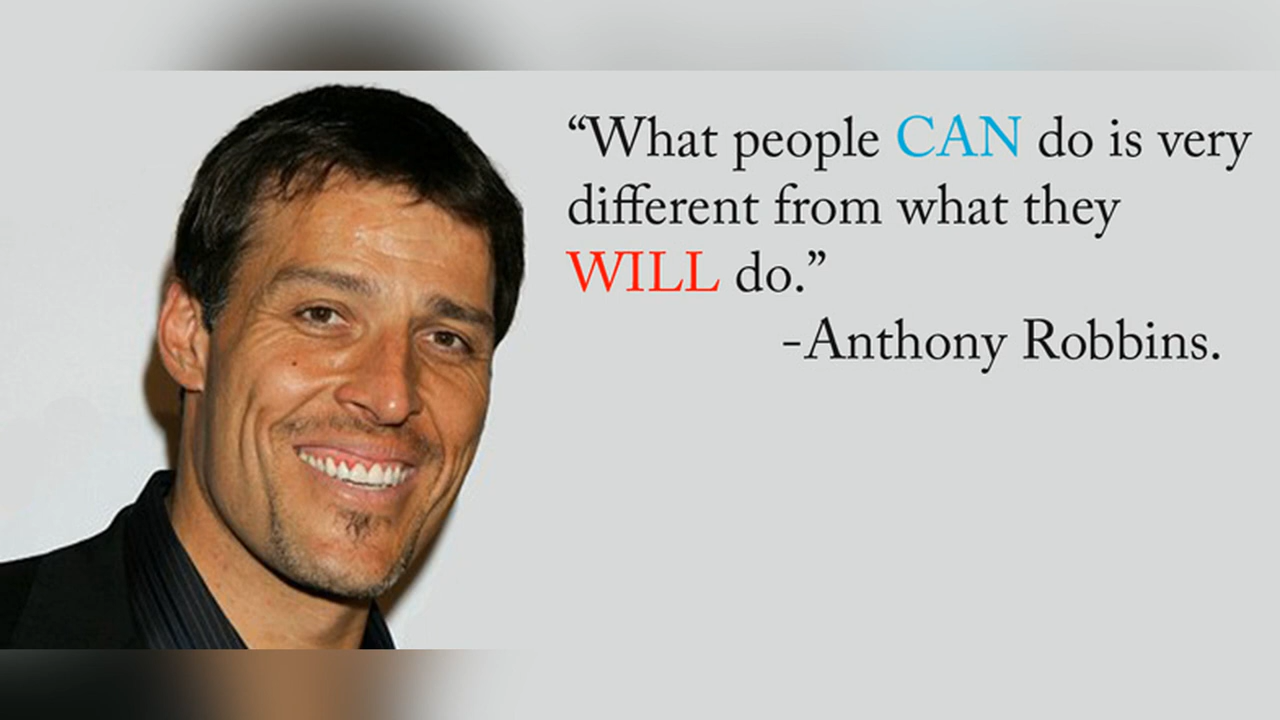 “What people CAN do is very
different from what they
WILL do.”
-Anthony Robbins.